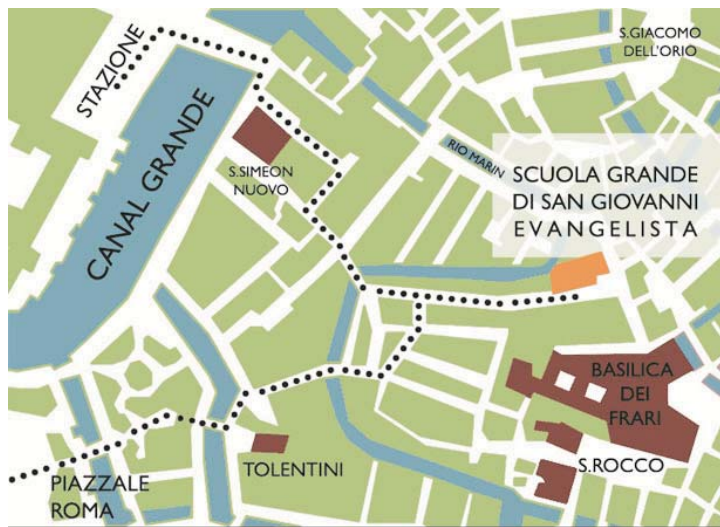 S.GIACOMO
DELL'ORIO
STAZIONE
CANAL GRANDE
RIO MARIN
S.SIMEON
NUOVO
SCUOLA GRANDE
DI SAN GIOVANNI
EVANGELISTA
BASILICA
DEI
FRARI
S.ROCCO
TOLENTINI
PIAZZALE
ROMA